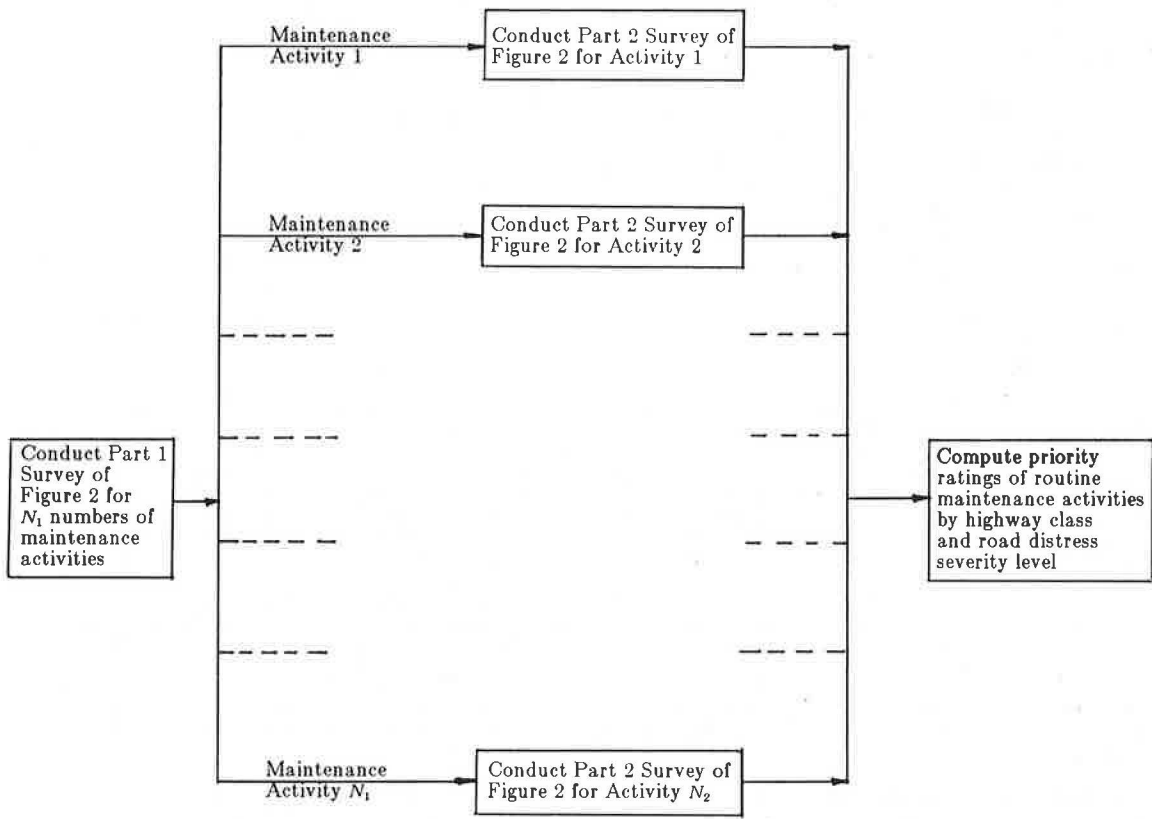 Maintenance
Activity 1
Conduct Part 2 Survey of
Figure 2 for Activity 1
Maintenance
Activity 2
Conduct Part 2 Survey of
Figure 2 for Activity 2
Conduct Part 1
Survey of
Figure 2 for
N₁ numbers of
maintenance
activities
Compute priority
ratings of routine
maintenance activities
by highway class
and road distress
severity level
Maintenance
Activity N₁
Conduct Part 2 Survey of
Figure 2 for Activity N₂